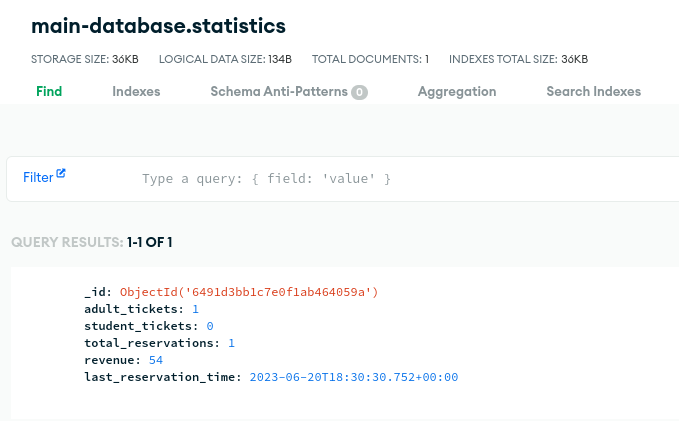 main-database.statistics
STORAGE SIZE: 36KB LOGICAL DATA SIZE: 134B TOTAL DOCUMENTS: 1 INDEXES TOTAL SIZE: 36KB
Find Indexes Schema Anti-Patterns 0 Aggregation Search Indexes
Filter Type a query: { field: 'value' }
QUERY RESULTS: 1-1 OF 1
_id: ObjectId('6491d3bb1c7e0f1ab464059a')
adult_tickets: 1
student_tickets: 0
total_reservations: 1
revenue: 54
last_reservation_time: 2023-06-20T18:30:30.752+00:00